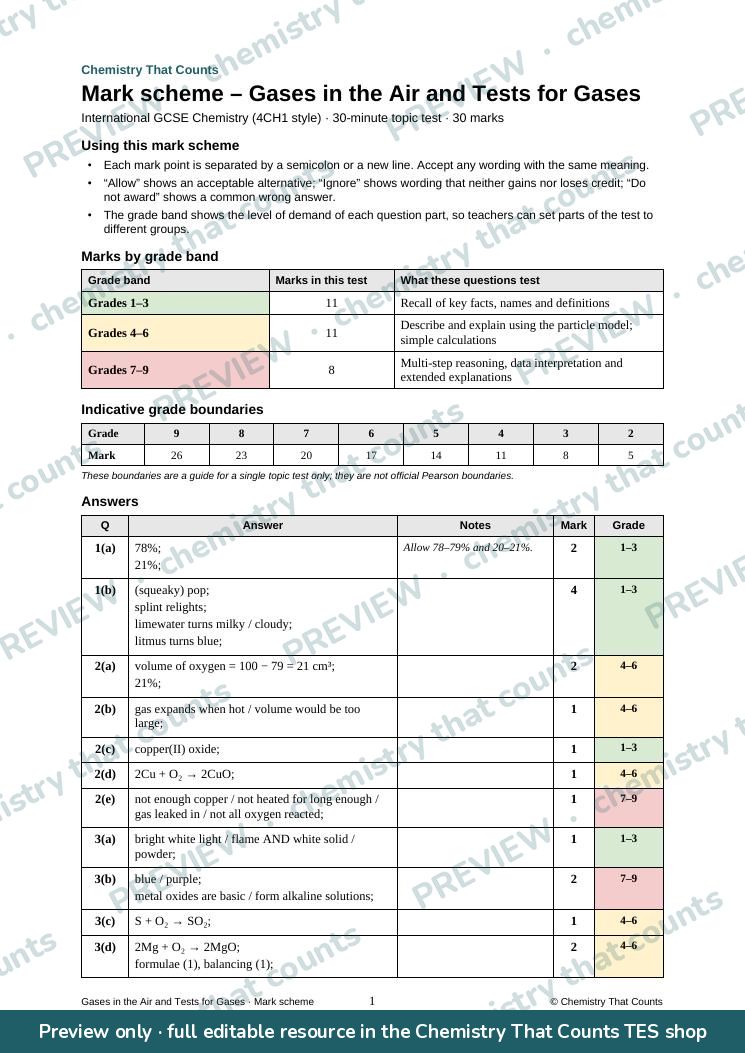 Chemistry That Counts
Mark scheme – Gases in the Air and Tests for Gases
International GCSE Chemistry (4CH1 style) · 30-minute topic test · 30 marks
Using this mark scheme
• Each mark point is separated by a semicolon or a new line. Accept any wording with the same meaning.
• “Allow” shows an acceptable alternative; “Ignore” shows wording that neither gains nor loses credit; “Do
not award” shows a common wrong answer.
• The grade band shows the level of demand of each question part, so teachers can set parts of the test to
different groups.
Marks by grade band
Grade band Marks in this test What these questions test
Grades 1–3 11 Recall of key facts, names and definitions
Grades 4–6 11 Describe and explain using the particle model;
simple calculations
Grades 7–9 8 Multi-step reasoning, data interpretation and
extended explanations
Indicative grade boundaries
Grade 9 8 7 6 5 4 3 2
Mark 26 23 20 17 14 11 8 5
These boundaries are a guide for a single topic test only; they are not official Pearson boundaries.
Answers
Q Answer Notes Mark Grade
1(a) 78%; Allow 78–79% and 20–21%. 2 1–3
21%;
1(b) (squeaky) pop; 4 1–3
splint relights;
limewater turns milky / cloudy;
litmus turns blue;
2(a) volume of oxygen = 100 − 79 = 21 cm³; 2 4–6
21%;
2(b) gas expands when hot / volume would be too 1 4–6
large;
2(c) copper(II) oxide; 1 1–3
2(d) 2Cu + O₂ → 2CuO; 1 4–6
2(e) not enough copper / not heated for long enough / 1 7–9
gas leaked in / not all oxygen reacted;
3(a) bright white light / flame AND white solid / 1 1–3
powder;
3(b) blue / purple; 2 7–9
metal oxides are basic / form alkaline solutions;
3(c) S + O₂ → SO₂; 1 4–6
3(d) 2Mg + O₂ → 2MgO; 2 4–6
formulae (1), balancing (1);
Gases in the Air and Tests for Gases · Mark scheme 1 © Chemistry That Counts
Preview only · full editable resource in the Chemistry That Counts TES shop
PREVIEW · chemistry that counts